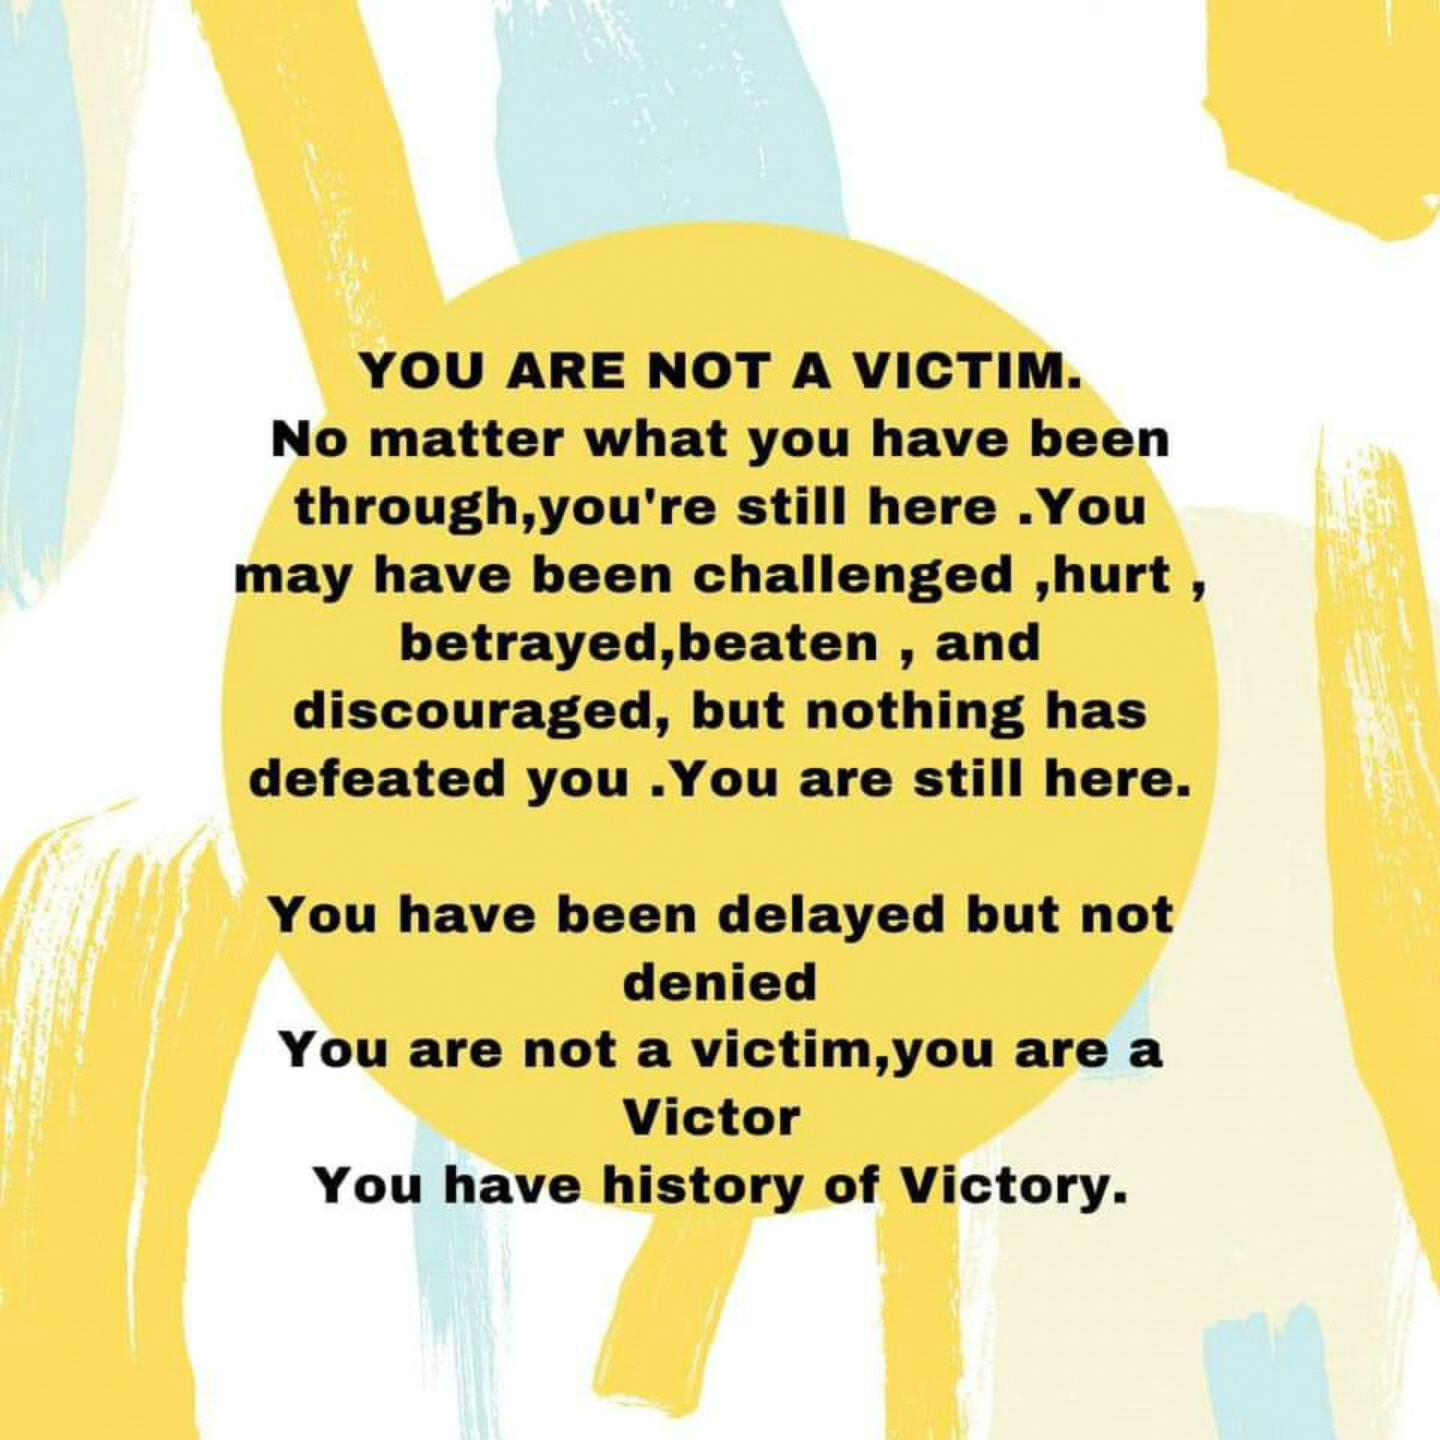 YOU ARE NOT A VICTIM.
No matter what you have been
through,you're still here .You
may have been challenged ,hurt ,
betrayed,beaten , and
discouraged, but nothing has
defeated you .You are still here.
You have been delayed but not
denied
You are not a victim,you are a
Victor
You have history of Victory.